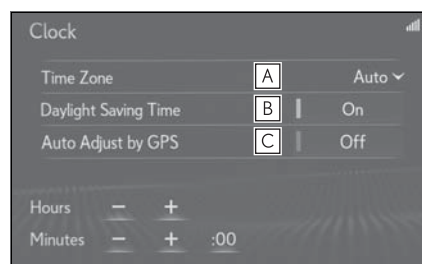 Clock
Time Zone A Auto
Daylight Saving Time B On
Auto Adjust by GPS C Off
Hours − +
Minutes − + :00